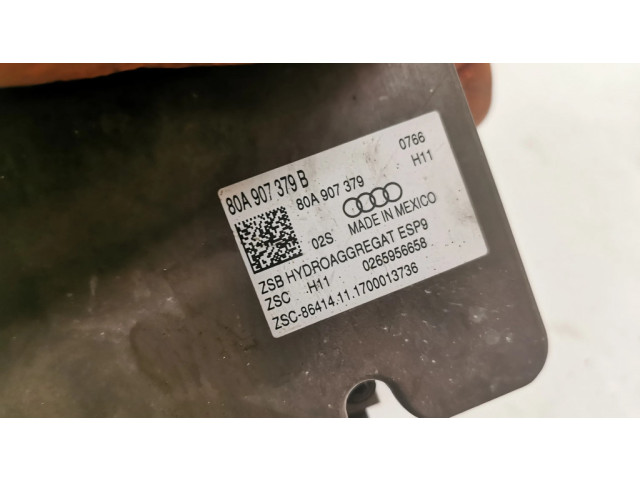 80A 907 379 B
80A 907 379
0766
H11
02S
MADE IN MEXICO
ZSB HYDROAGGREGAT ESP9
ZSC H11 0265956658
ZSC-86414.11.1700013736